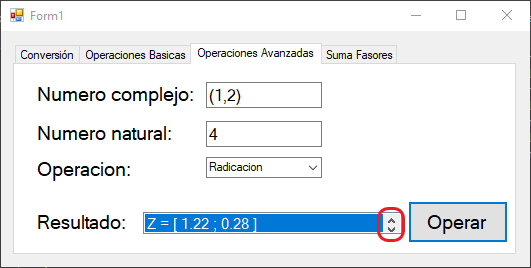 Form1
Conversión Operaciones Basicas Operaciones Avanzadas Suma Fasores
Numero complejo: (1,2)
Numero natural: 4
Operacion: Radicacion
Resultado: Z = [ 1.22 ; 0.28 ] Operar